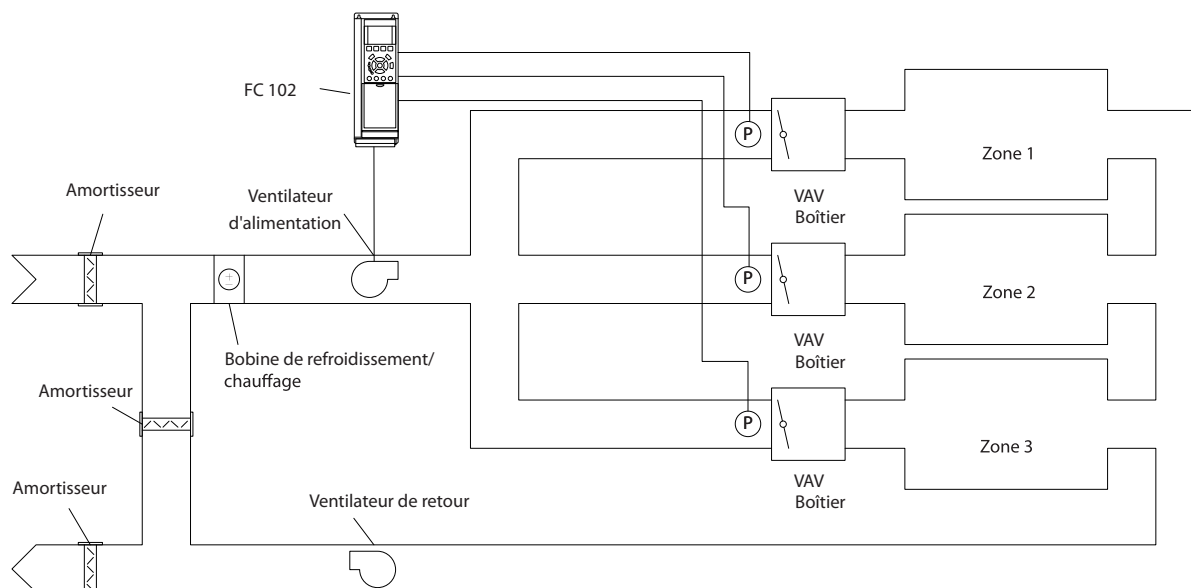 FC 102
Amortisseur
Ventilateur
d'alimentation
P
VAV
Boîtier
Zone 1
P
VAV
Boîtier
Zone 2
Bobine de refroidissement/
chauffage
Amortisseur
P
VAV
Boîtier
Zone 3
Amortisseur
Ventilateur de retour